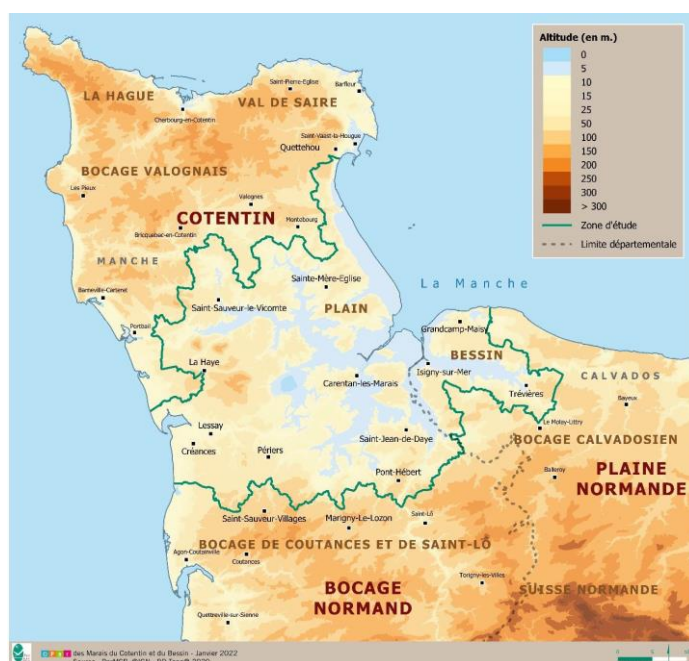 Altitude (en m.)
0
5
10
15
25
50
100
150
200
250
300
> 300
Zone d'étude
Limite départementale
LA HAGUE
Saint-Pierre-Eglise
Barfleur
VAL DE SAIRE
Cherbourg-en-Cotentin
Saint-Vaast-la-Hougue
Quettehou
BOCAGE VALOGNAIS
Les Pieux
Valognes
COTENTIN
Montebourg
Bricquebec-en-Cotentin
MANCHE
La Manche
Sainte-Mère-Eglise
Barneville-Carteret
Saint-Sauveur-le-Vicomte
PLAIN
Grandcamp-Maisy
Portbail
BESSIN
La Haye
Isigny-sur-Mer
Carentan-les-Marais
CALVADOS
Trévières
Bayeux
Lessay
Saint-Jean-de-Daye
Le Molay-Littry
Créances
BOCAGE CALVADOSIEN
Périers
Pont-Hébert
Balleroy
PLAINE
NORMANDE
Saint-Sauveur-Villages
Marigny-Le-Lozon
Saint-Lô
BOCAGE DE COUTANCES ET DE SAINT-LÔ
Agon-Coutainville
Coutances
BOCAGE
NORMAND
Torigny-les-Villes
SUISSE NORMANDE
Quettreville-sur-Sienne
des Marais du Cotentin et du Bessin - Janvier 2022